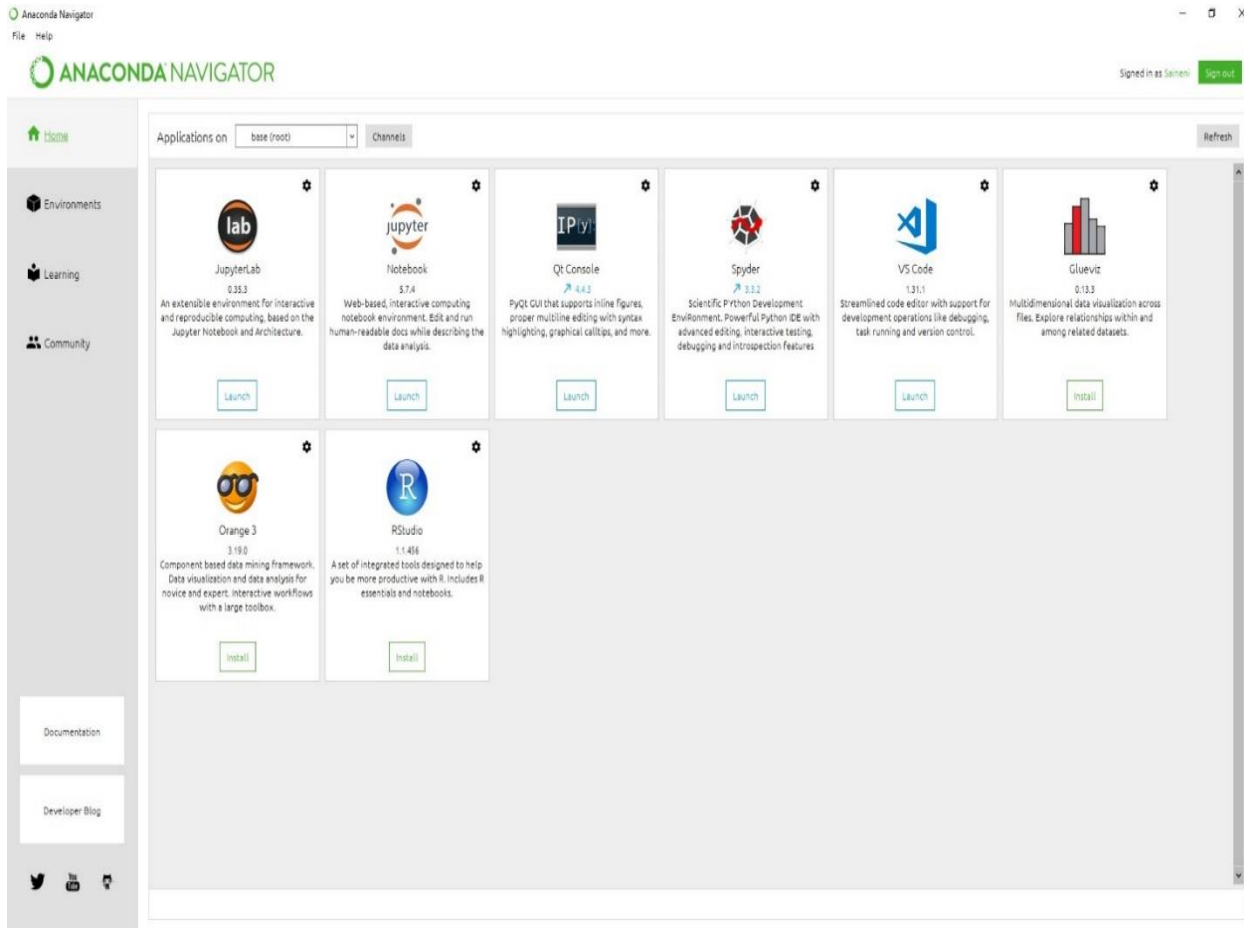 Anaconda Navigator
File Help
ANACONDA NAVIGATOR
Signed in as Saineni
Sign out
Home
Environments
Learning
Community
Documentation
Developer Blog
You
Tube
Applications on
base (root)
Channels
Refresh
lab
JupyterLab
0.35.3
An extensible environment for interactive
and reproducible computing, based on the
Jupyter Notebook and Architecture.
Launch
jupyter
Notebook
5.7.4
Web-based, interactive computing
notebook environment. Edit and run
human-readable docs while describing the
data analysis.
Launch
IP[y]:
Qt Console
4.4.3
PyQt GUI that supports inline figures,
proper multiline editing with syntax
highlighting, graphical calltips, and more.
Launch
Spyder
3.3.2
Scientific PYthon Development
EnviRonment. Powerful Python IDE with
advanced editing, interactive testing,
debugging and introspection features
Launch
VS Code
1.31.1
Streamlined code editor with support for
development operations like debugging,
task running and version control.
Launch
Glueviz
0.13.3
Multidimensional data visualization across
files. Explore relationships within and
among related datasets.
Install
Orange 3
3.19.0
Component based data mining framework.
Data visualization and data analysis for
novice and expert. Interactive workflows
with a large toolbox.
Install
R
RStudio
1.1.456
A set of integrated tools designed to help
you be more productive with R. Includes R
essentials and notebooks.
Install